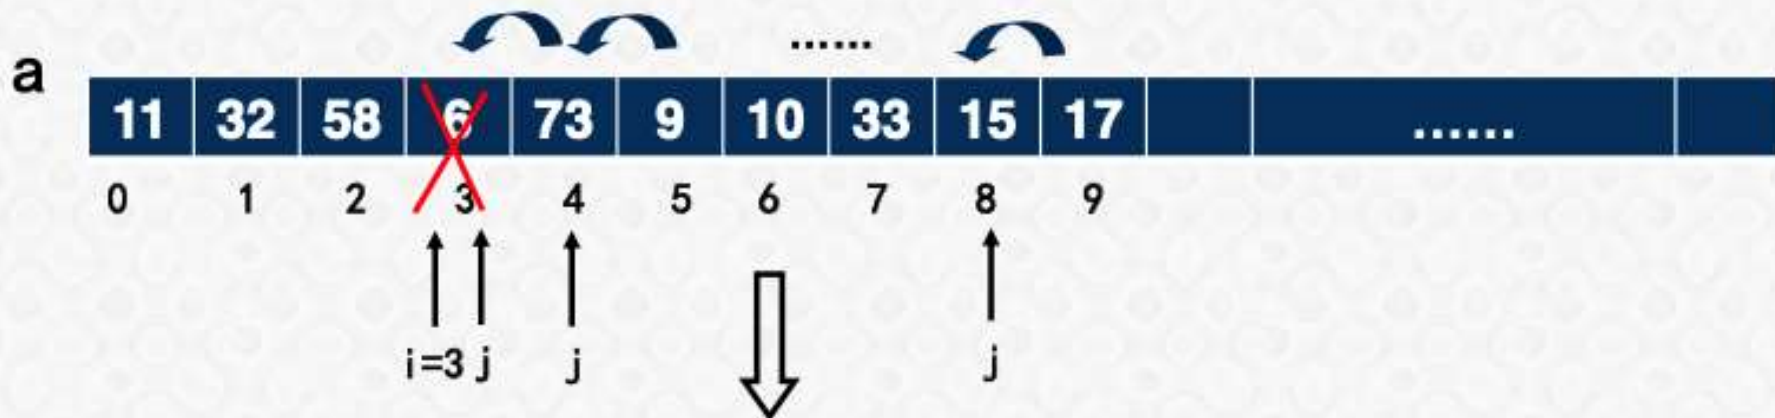 ......
a 11 32 58 6 73 9 10 33 15 17 ......
0 1 2 3 4 5 6 7 8 9
i=3 j j j